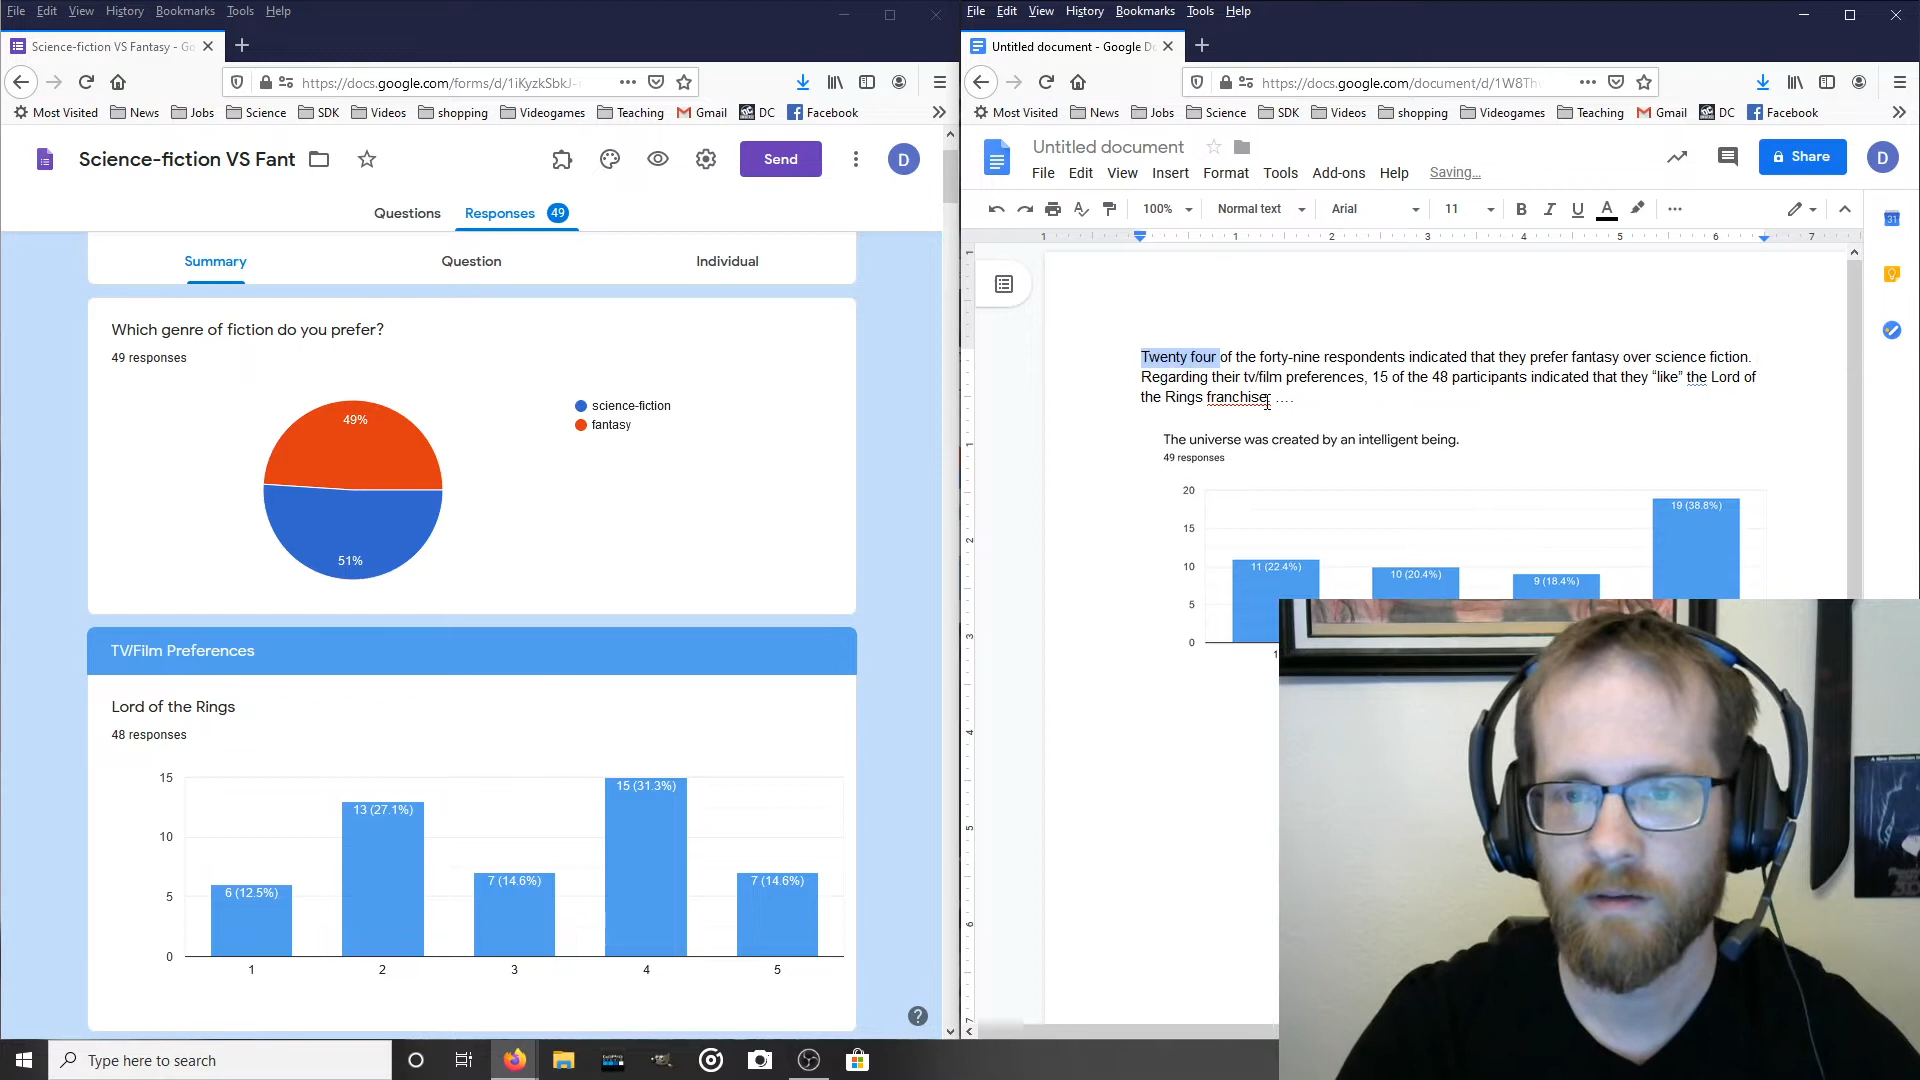 File Edit View History Bookmarks Tools Help
Science-fiction VS Fantasy - Go
https://docs.google.com/forms/d/1iKyzkSbkJ-
Most Visited News Jobs Science SDK Videos shopping Videogames Teaching Gmail DC Facebook
Science-fiction VS Fant
Send
D
Questions Responses 49
Summary Question Individual
Which genre of fiction do you prefer?
49 responses
49%
51%
science-fiction
fantasy
TV/Film Preferences
Lord of the Rings
48 responses
15
10
5
0
6 (12.5%)
13 (27.1%)
7 (14.6%)
15 (31.3%)
7 (14.6%)
1 2 3 4 5
Type here to search
File Edit View History Bookmarks Tools Help
Untitled document - Google D
https://docs.google.com/document/d/1W8Th
Most Visited News Jobs Science SDK Videos shopping Videogames Teaching Gmail DC Facebook
Untitled document
File Edit View Insert Format Tools Add-ons Help Saving...
Share
D
100% Normal text Arial 11 B I U A
1 1 2 3 4 5 6 7
31
Twenty four of the forty-nine respondents indicated that they prefer fantasy over science fiction.
Regarding their tv/film preferences, 15 of the 48 participants indicated that they “like” the Lord of
the Rings franchise; ….
The universe was created by an intelligent being.
49 responses
20
15
10
5
0
11 (22.4%)
10 (20.4%)
9 (18.4%)
19 (38.8%)
1